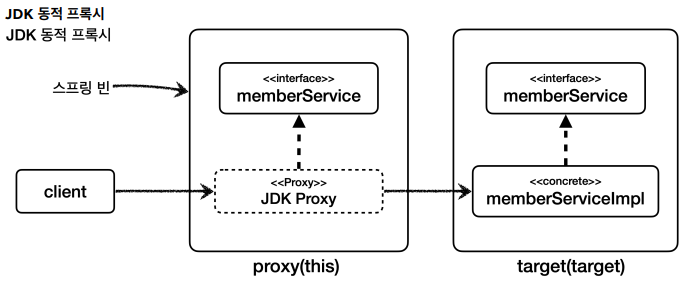 JDK 동적 프록시
JDK 동적 프록시
스프링 빈
<<interface>>
memberService
<<interface>>
memberService
client
<<Proxy>>
JDK Proxy
<<concrete>>
memberServiceImpl
proxy(this)
target(target)